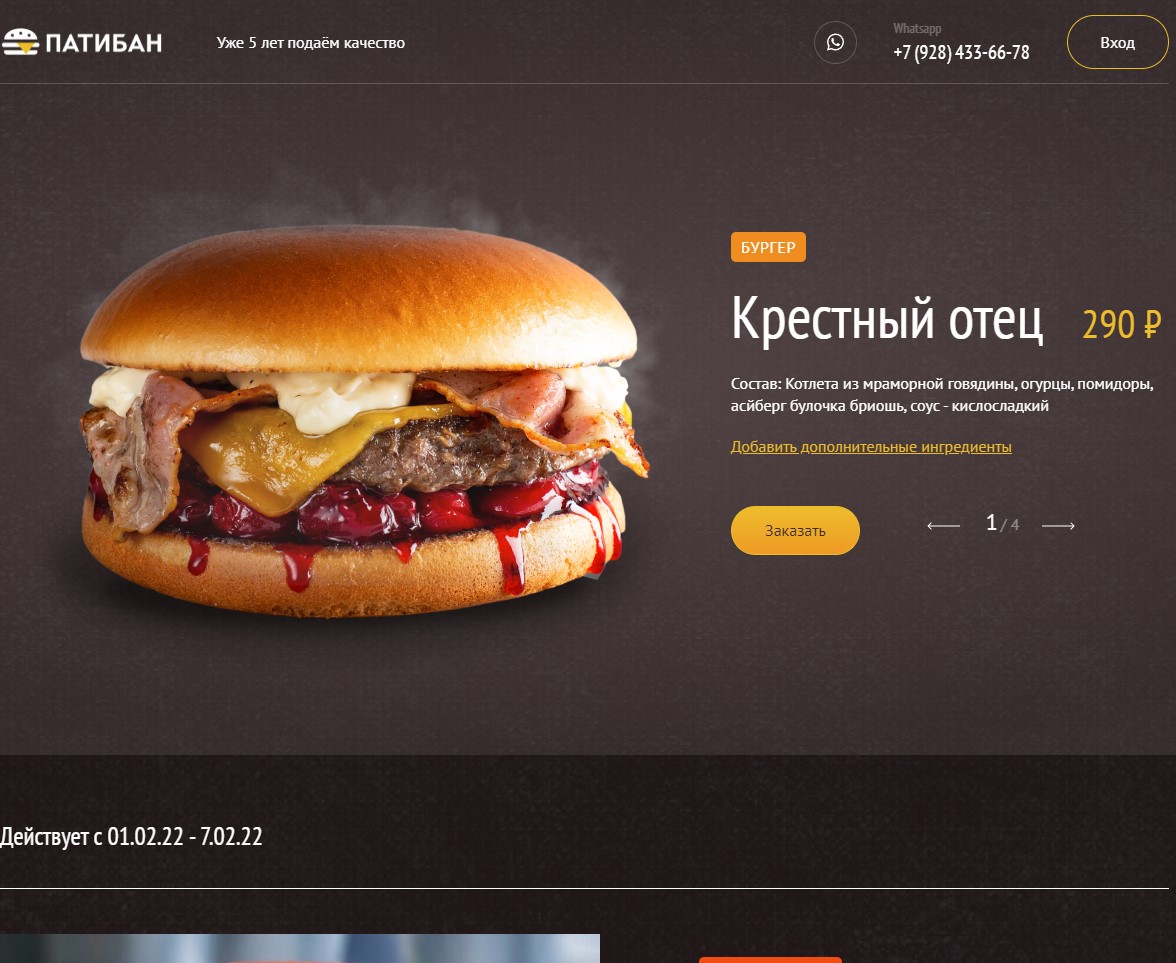 ПАТИБАН
Уже 5 лет подаём качество
Whatsapp
+7 (928) 433-66-78
Вход
БУРГЕР
Крестный отец 290 ₽
Состав: Котлета из мраморной говядины, огурцы, помидоры,
асйберг булочка бриошь, соус - кислосладкий
Добавить дополнительные ингредиенты
Заказать
1 / 4
Действует с 01.02.22 - 7.02.22